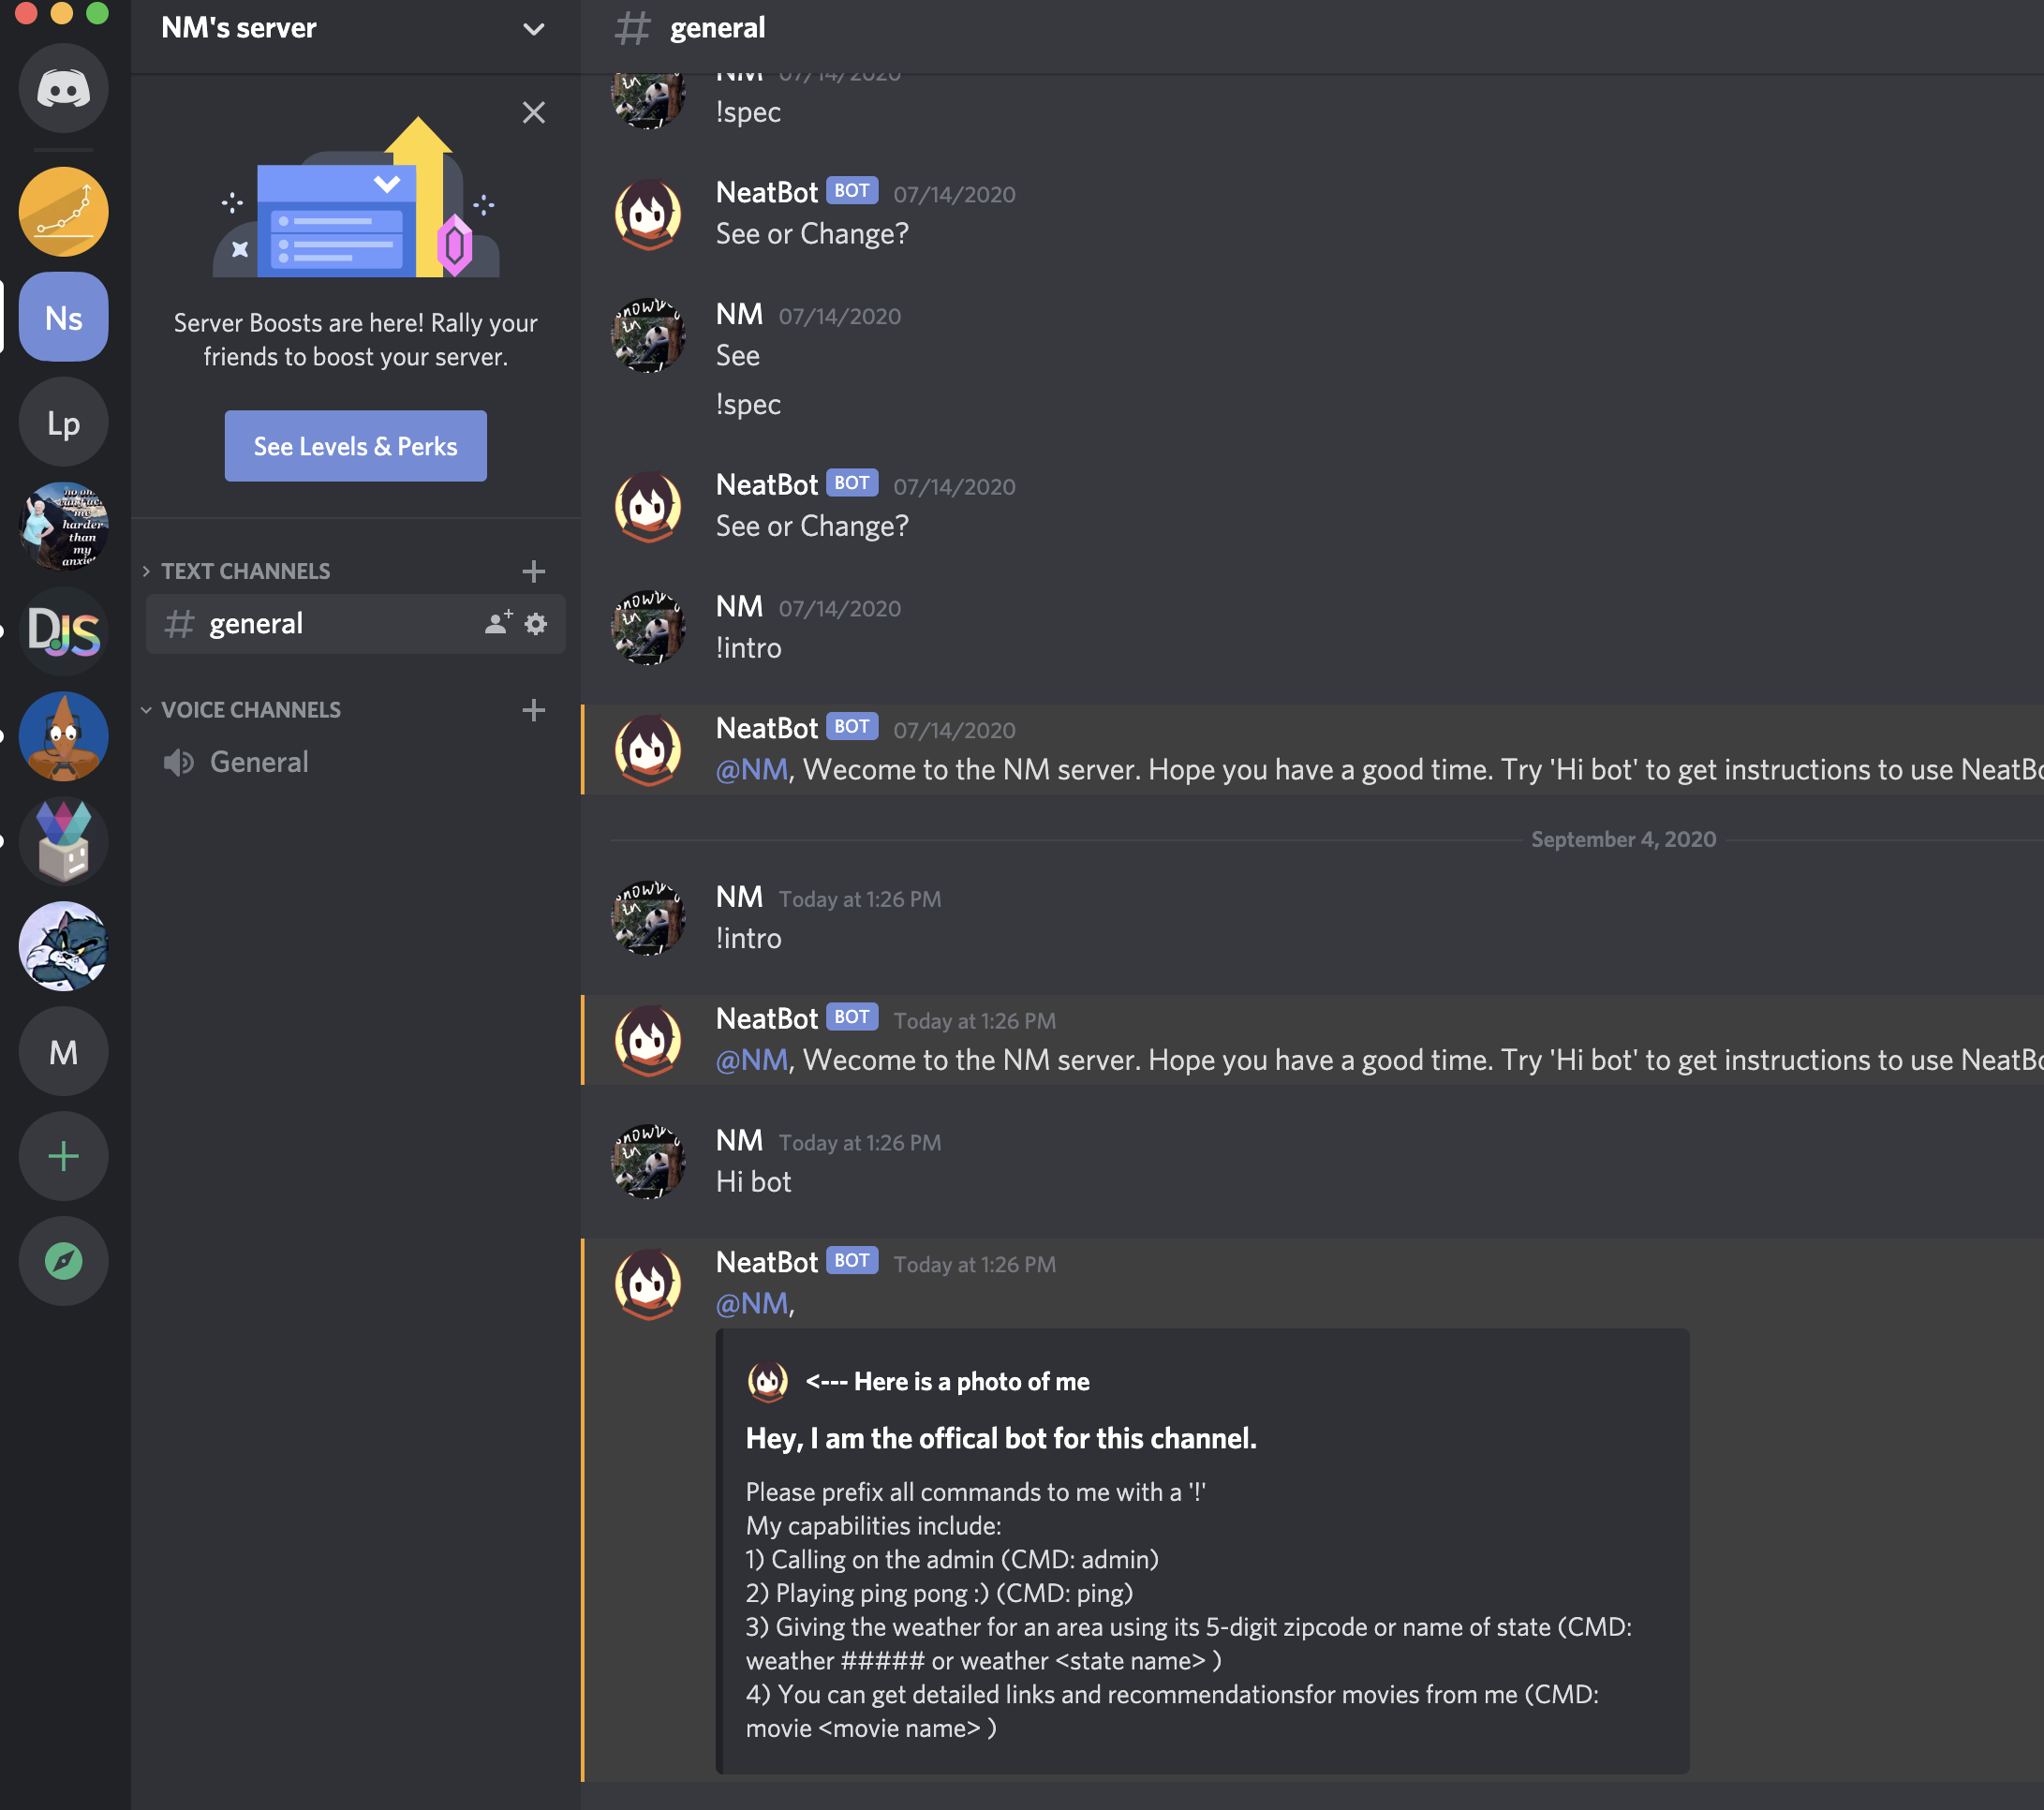 NM's server
Server Boosts are here! Rally your
friends to boost your server.
See Levels & Perks
TEXT CHANNELS
general
VOICE CHANNELS
General
Ns
Lp
harder
than
my
DJS
M
# general
NM 07/14/2020
!spec
NeatBot BOT 07/14/2020
See or Change?
NM 07/14/2020
See
!spec
NeatBot BOT 07/14/2020
See or Change?
NM 07/14/2020
!intro
NeatBot BOT 07/14/2020
@NM, Wecome to the NM server. Hope you have a good time. Try 'Hi bot' to get instructions to use NeatBo
September 4, 2020
NM Today at 1:26 PM
!intro
NeatBot BOT Today at 1:26 PM
@NM, Wecome to the NM server. Hope you have a good time. Try 'Hi bot' to get instructions to use NeatBo
NM Today at 1:26 PM
Hi bot
NeatBot BOT Today at 1:26 PM
@NM,
<--- Here is a photo of me
Hey, I am the offical bot for this channel.
Please prefix all commands to me with a '!'
My capabilities include:
1) Calling on the admin (CMD: admin)
2) Playing ping pong :) (CMD: ping)
3) Giving the weather for an area using its 5-digit zipcode or name of state (CMD:
weather ##### or weather <state name> )
4) You can get detailed links and recommendationsfor movies from me (CMD:
movie <movie name> )